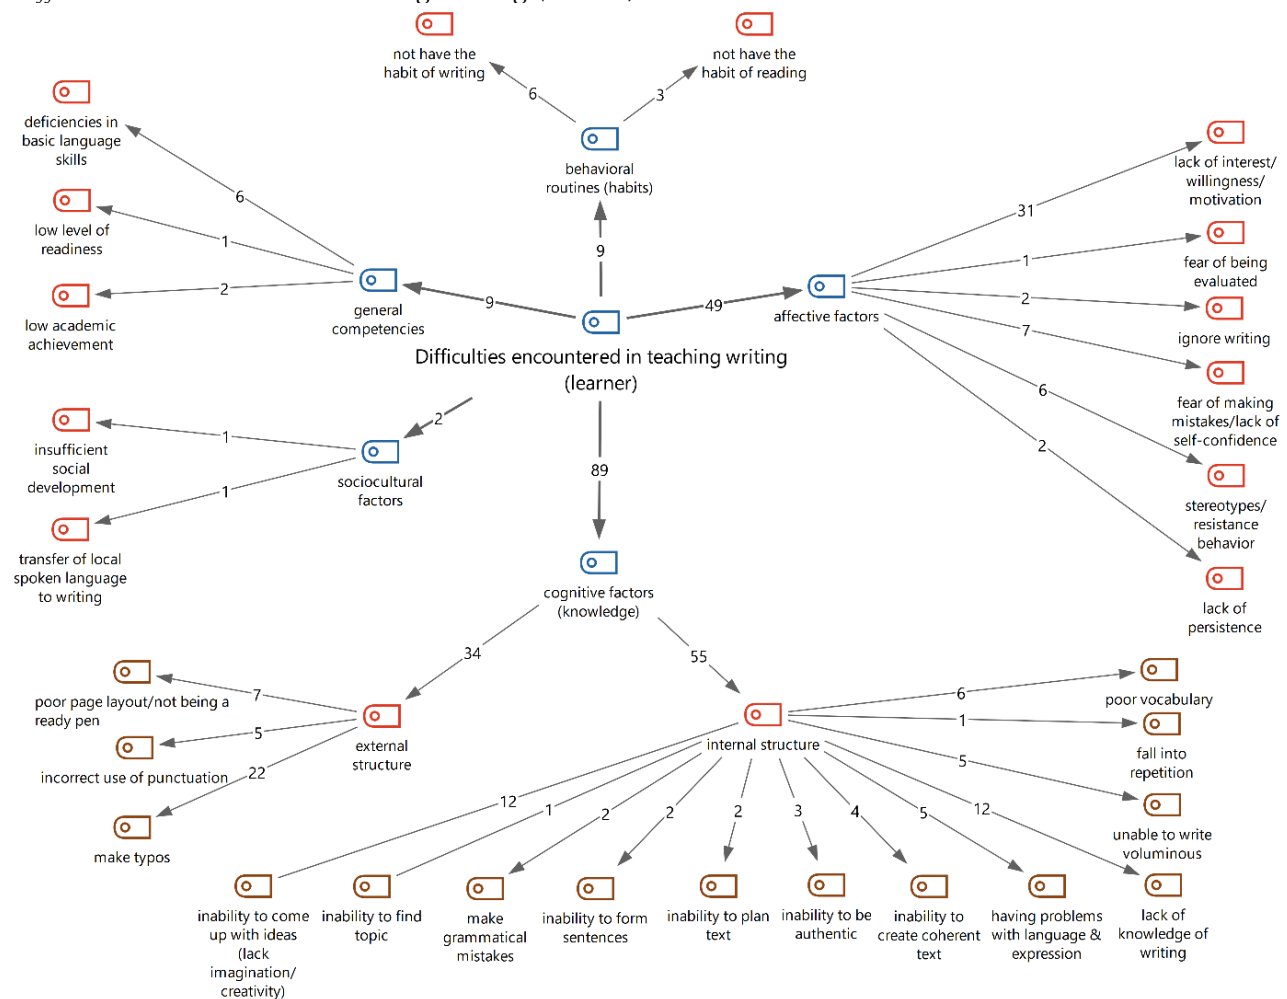 not have the
habit of writing
not have the
habit of reading
6
3
behavioral
routines (habits)
9
deficiencies in
basic language
skills
6
low level of
readiness
1
low academic
achievement
2
general
competencies
9
Difficulties encountered in teaching writing
(learner)
49
affective factors
31
lack of interest/
willingness/
motivation
1
fear of being
evaluated
2
ignore writing
7
fear of making
mistakes/lack of
self-confidence
6
stereotypes/
resistance
behavior
2
lack of
persistence
2
sociocultural
factors
1
insufficient
social
development
1
transfer of local
spoken language
to writing
89
cognitive factors
(knowledge)
34
55
external
structure
7
poor page layout/not being a
ready pen
5
incorrect use of punctuation
22
make typos
internal structure
6
poor vocabulary
1
fall into
repetition
5
unable to write
voluminous
12
1
2
2
2
3
4
5
12
inability to come
up with ideas
(lack
imagination/
creativity)
inability to find
topic
make
grammatical
mistakes
inability to form
sentences
inability to plan
text
inability to be
authentic
inability to
create coherent
text
having problems
with language &
expression
lack of
knowledge of
writing